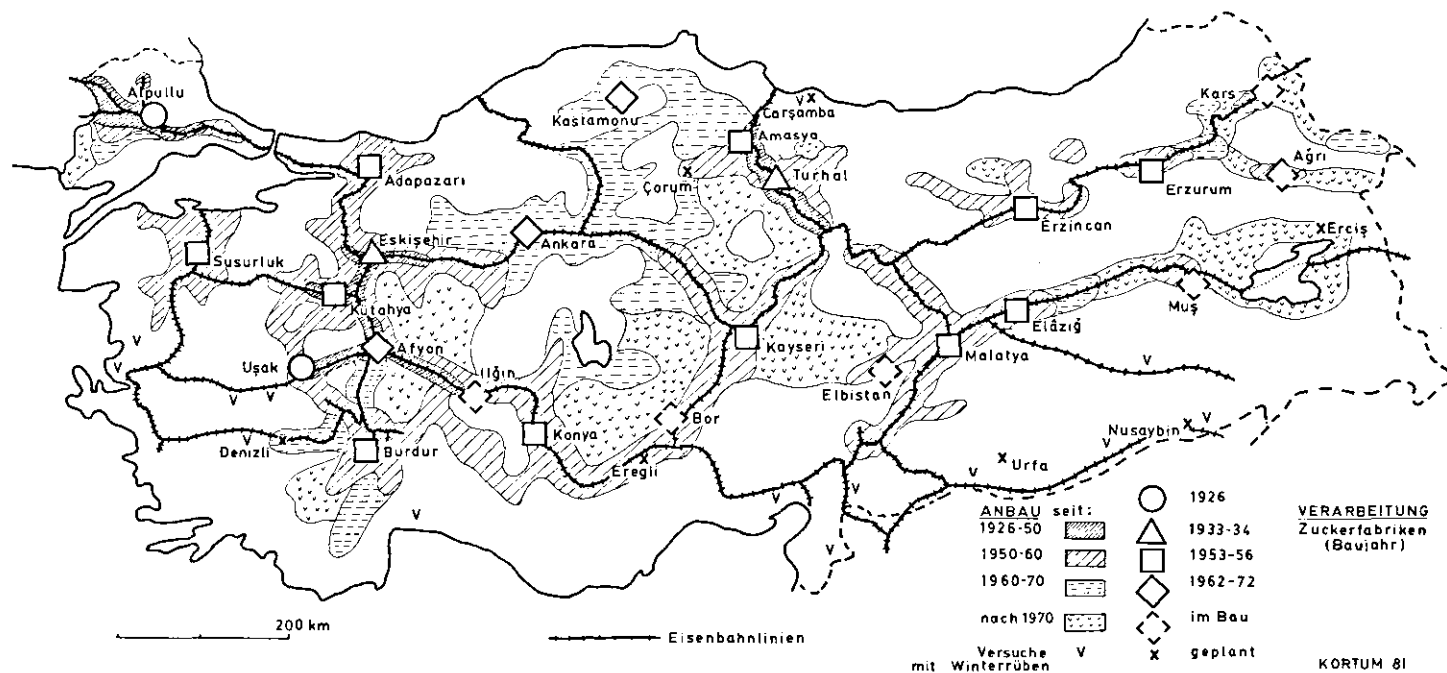 Alpullu
Kastamonu
V x
Çarşamba
Kars
Amasya
Adapazarı
x
Çorum
Turhal
Ağrı
Erzurum
Erzincan
Eskişehir
Ankara
x Erciş
Susurluk
Kütahya
Muş
Elâzığ
V
Kayseri
Malatya
Afyon
Uşak
V
V
Ilgın
Elbistan
V V
Bor
V
Konya
Nusaybin x V
V x
Denizli
Burdur
V
x
Ereğli
x Urfa
V
V
V
V
ANBAU seit:
1926-50
1950-60
1960-70
nach 1970
Versuche
mit Winterrüben V
1926
1933-34
1953-56
1962-72
im Bau
x geplant
VERARBEITUNG
Zuckerfabriken
(Baujahr)
200 km
Eisenbahnlinien
KORTUM 81